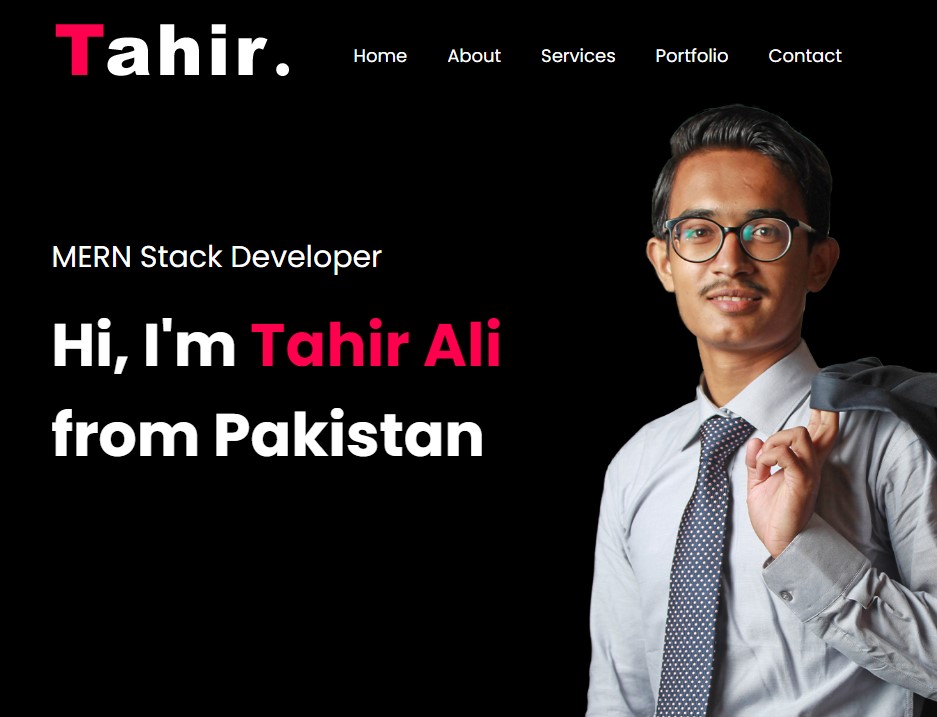 Tahir.
Home About Services Portfolio Contact
MERN Stack Developer
Hi, I'm Tahir Ali
from Pakistan